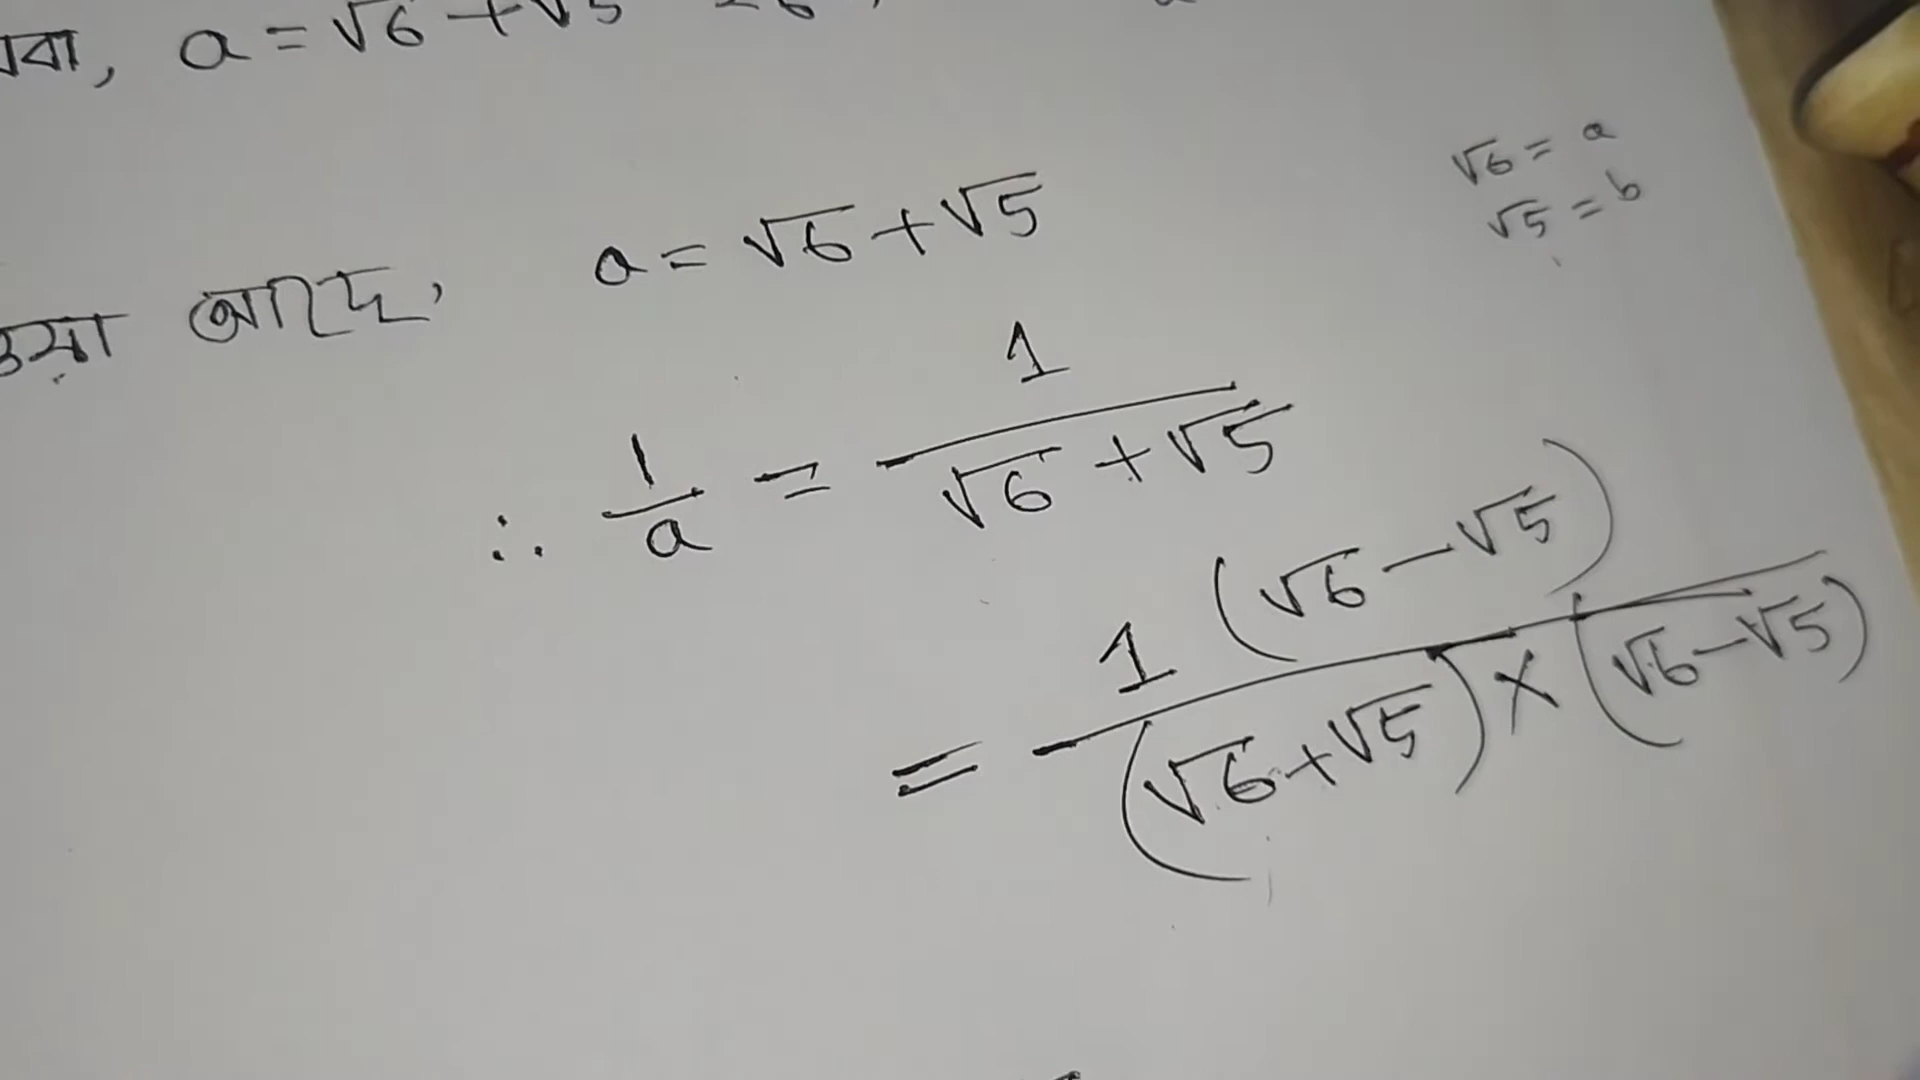 a = √6 + √5
√6 = a
√5 = b
আছে, a = √6 + √5
∴ 1/a = 1/(√6 + √5)
= 1(√6 − √5)/(√6+√5) × (√6−√5)